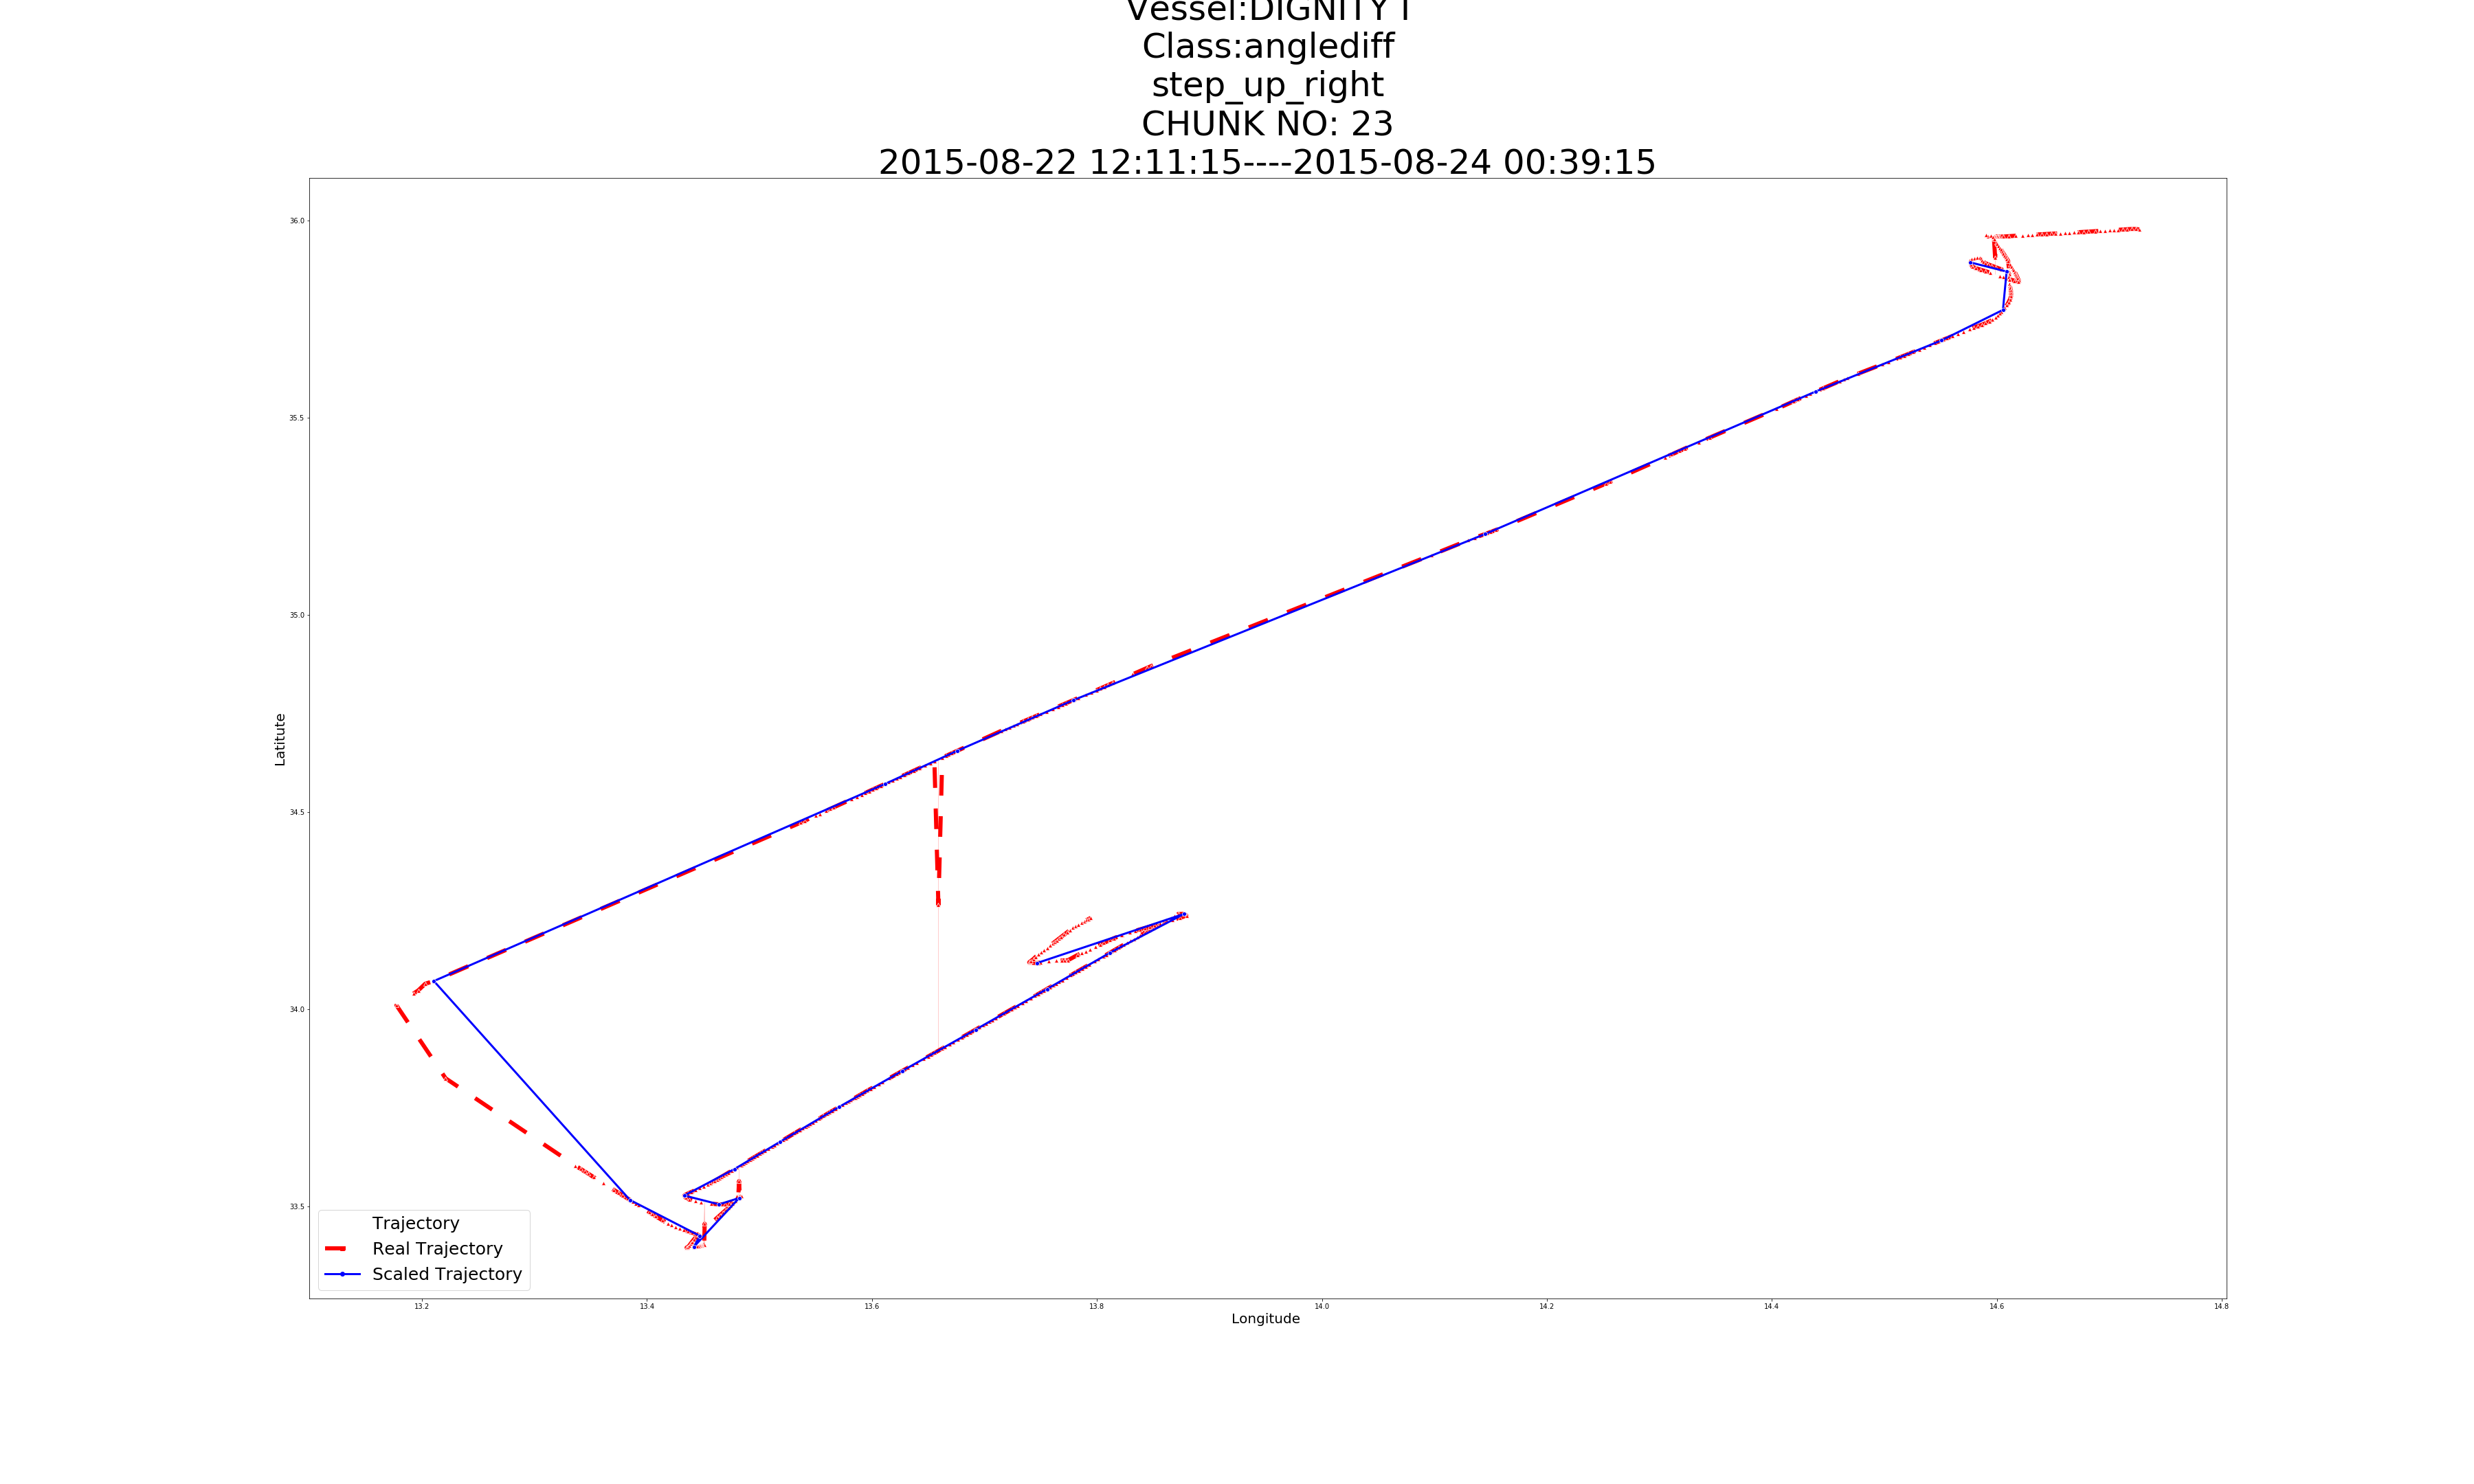 Vessel:DIGNITY I
Class:anglediff
step_up_right
CHUNK NO: 23
2015-08-22 12:11:15----2015-08-24 00:39:15
36.0
35.5
35.0
34.5
34.0
33.5
Latitute
Trajectory
Real Trajectory
Scaled Trajectory
13.2 13.4 13.6 13.8 14.0 14.2 14.4 14.6 14.8
Longitude